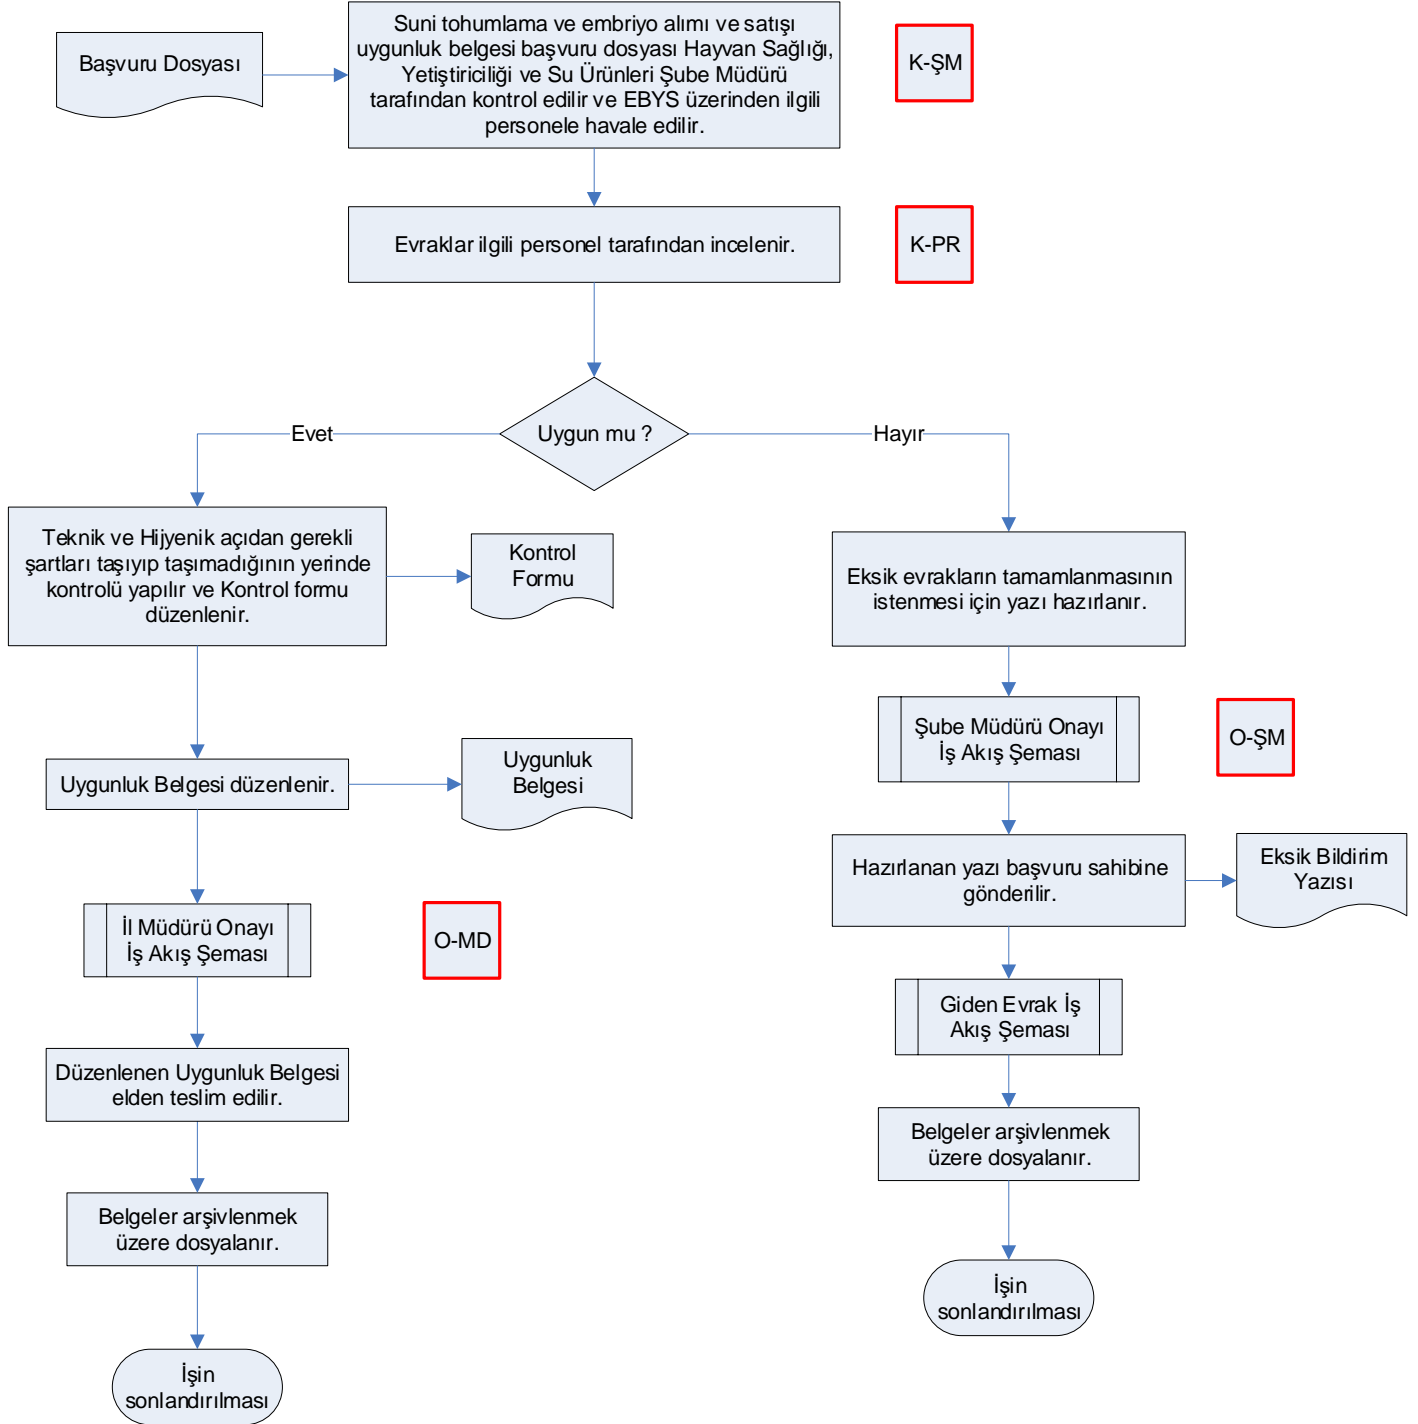 Başvuru Dosyası
Suni tohumlama ve embriyo alımı ve satışı
uygunluk belgesi başvuru dosyası Hayvan Sağlığı,
Yetiştiriciliği ve Su Ürünleri Şube Müdürü
tarafından kontrol edilir ve EBYS üzerinden ilgili
personele havale edilir.
K-ŞM
Evraklar ilgili personel tarafından incelenir.
K-PR
Uygun mu ?
Evet
Hayır
Teknik ve Hijyenik açıdan gerekli
şartları taşıyıp taşımadığının yerinde
kontrolü yapılır ve Kontrol formu
düzenlenir.
Kontrol
Formu
Eksik evrakların tamamlanmasının
istenmesi için yazı hazırlanır.
Şube Müdürü Onayı
İş Akış Şeması
O-ŞM
Uygunluk Belgesi düzenlenir.
Uygunluk
Belgesi
Hazırlanan yazı başvuru sahibine
gönderilir.
Eksik Bildirim
Yazısı
İl Müdürü Onayı
İş Akış Şeması
O-MD
Giden Evrak İş
Akış Şeması
Düzenlenen Uygunluk Belgesi
elden teslim edilir.
Belgeler arşivlenmek
üzere dosyalanır.
Belgeler arşivlenmek
üzere dosyalanır.
İşin
sonlandırılması
İşin
sonlandırılması